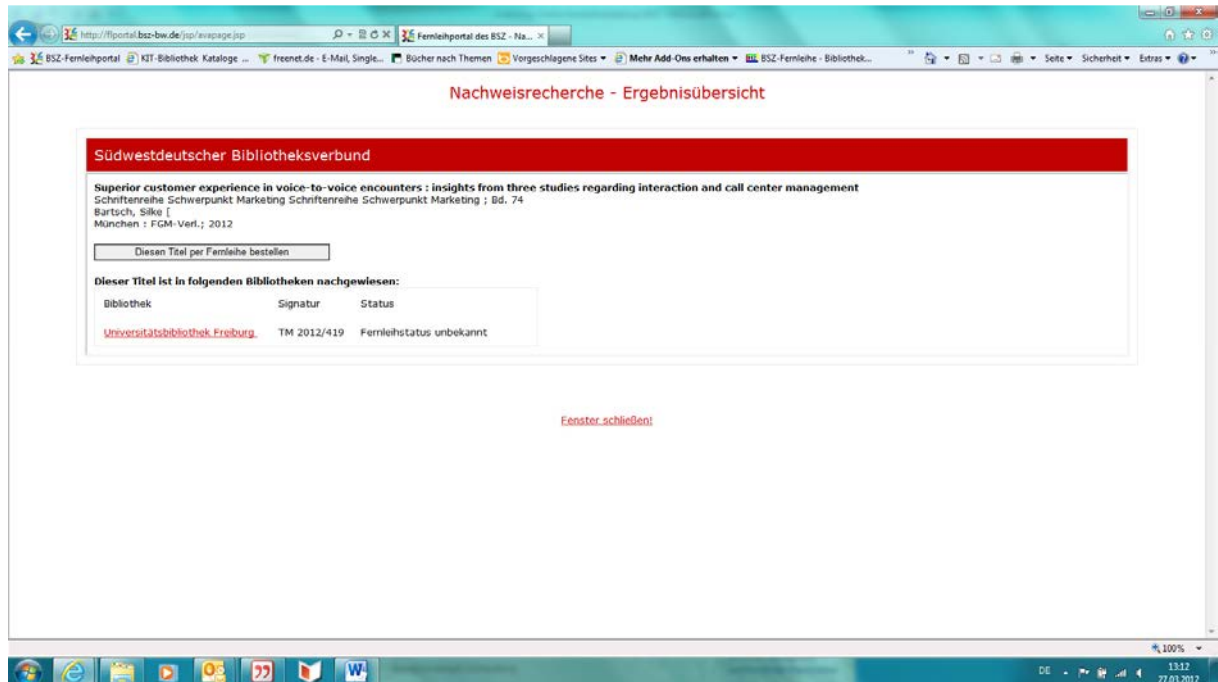 http://flportal.bsz-bw.de/jsp/avepage.jsp
Fernleihportal des BSZ - Na...
BSZ-Fernleihportal KIT-Bibliothek Kataloge ... freenet.de - E-Mail, Single... Bücher nach Themen Vorgeschlagene Sites Mehr Add-Ons erhalten BSZ-Fernleihe - Bibliothek... Seite Sicherheit Extras
Nachweisrecherche - Ergebnisübersicht
Südwestdeutscher Bibliotheksverbund
Superior customer experience in voice-to-voice encounters : insights from three studies regarding interaction and call center management
Schriftenreihe Schwerpunkt Marketing Schriftenreihe Schwerpunkt Marketing ; Bd. 74
Bartsch, Silke [
München : FGM-Verl.; 2012
Diesen Titel per Fernleihe bestellen
Dieser Titel ist in folgenden Bibliotheken nachgewiesen:
Bibliothek Signatur Status
Universitätsbibliothek Freiburg TM 2012/419 Fernleihstatus unbekannt
Fenster schließen!
100%
DE 13:12
27.03.2012